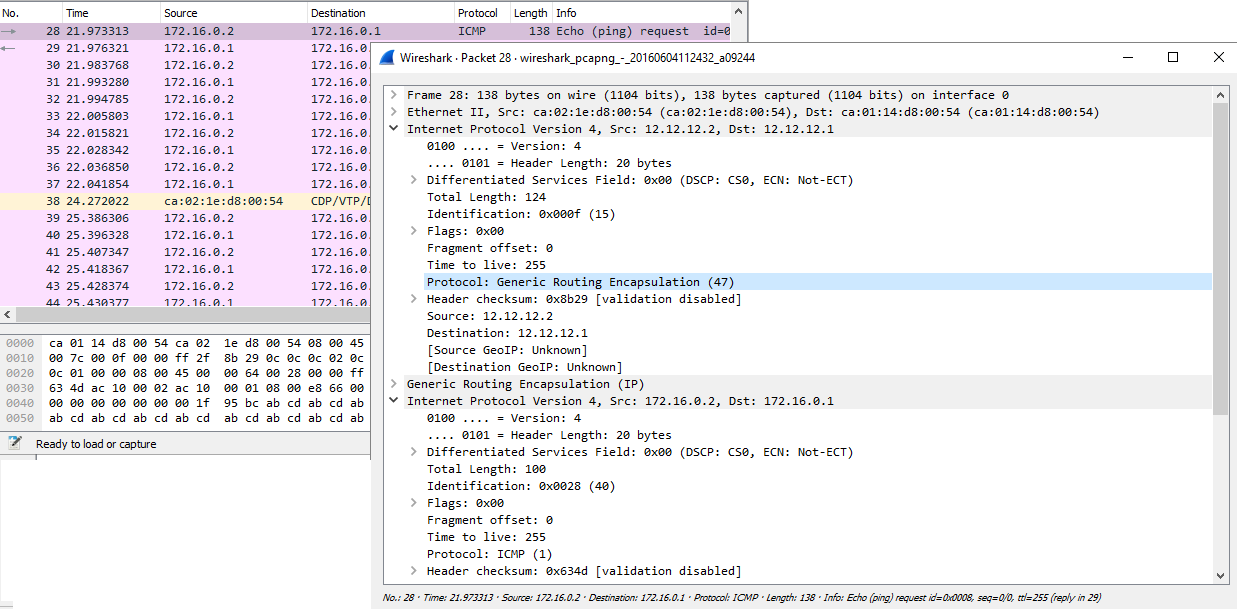 No. Time Source Destination Protocol Length Info
28 21.973313 172.16.0.2 172.16.0.1 ICMP 138 Echo (ping) request id=0
29 21.976321 172.16.0.1 172.16.0.
30 21.983768 172.16.0.2 172.16.0.
31 21.993280 172.16.0.1 172.16.0.
32 21.994785 172.16.0.2 172.16.0.
33 22.005803 172.16.0.1 172.16.0.
34 22.015821 172.16.0.2 172.16.0.
35 22.028342 172.16.0.1 172.16.0.
36 22.036850 172.16.0.2 172.16.0.
37 22.041854 172.16.0.1 172.16.0.
38 24.272022 ca:02:1e:d8:00:54 CDP/VTP/D
39 25.386306 172.16.0.2 172.16.0.
40 25.396328 172.16.0.1 172.16.0.
41 25.407347 172.16.0.2 172.16.0.
42 25.418367 172.16.0.1 172.16.0.
43 25.428374 172.16.0.2 172.16.0.
44 25.430377 172.16.0.1 172.16.0.
0000 ca 01 14 d8 00 54 ca 02 1e d8 00 54 08 00 45
0010 00 7c 00 0f 00 00 ff 2f 8b 29 0c 0c 0c 02 0c
0020 0c 01 00 00 08 00 45 00 00 64 00 28 00 00 ff
0030 63 4d ac 10 00 02 ac 10 00 01 08 00 e8 66 00
0040 00 00 00 00 00 00 00 1f 95 bc ab cd ab cd ab
0050 ab cd ab cd ab cd ab cd ab cd ab cd ab cd ab
Ready to load or capture
Wireshark · Packet 28 · wireshark_pcapng_-_20160604112432_a09244
Frame 28: 138 bytes on wire (1104 bits), 138 bytes captured (1104 bits) on interface 0
Ethernet II, Src: ca:02:1e:d8:00:54 (ca:02:1e:d8:00:54), Dst: ca:01:14:d8:00:54 (ca:01:14:d8:00:54)
Internet Protocol Version 4, Src: 12.12.12.2, Dst: 12.12.12.1
0100 .... = Version: 4
.... 0101 = Header Length: 20 bytes
Differentiated Services Field: 0x00 (DSCP: CS0, ECN: Not-ECT)
Total Length: 124
Identification: 0x000f (15)
Flags: 0x00
Fragment offset: 0
Time to live: 255
Protocol: Generic Routing Encapsulation (47)
Header checksum: 0x8b29 [validation disabled]
Source: 12.12.12.2
Destination: 12.12.12.1
[Source GeoIP: Unknown]
[Destination GeoIP: Unknown]
Generic Routing Encapsulation (IP)
Internet Protocol Version 4, Src: 172.16.0.2, Dst: 172.16.0.1
0100 .... = Version: 4
.... 0101 = Header Length: 20 bytes
Differentiated Services Field: 0x00 (DSCP: CS0, ECN: Not-ECT)
Total Length: 100
Identification: 0x0028 (40)
Flags: 0x00
Fragment offset: 0
Time to live: 255
Protocol: ICMP (1)
Header checksum: 0x634d [validation disabled]
No.: 28 · Time: 21.973313 · Source: 172.16.0.2 · Destination: 172.16.0.1 · Protocol: ICMP · Length: 138 · Info: Echo (ping) request id=0x0008, seq=0/0, ttl=255 (reply in 29)